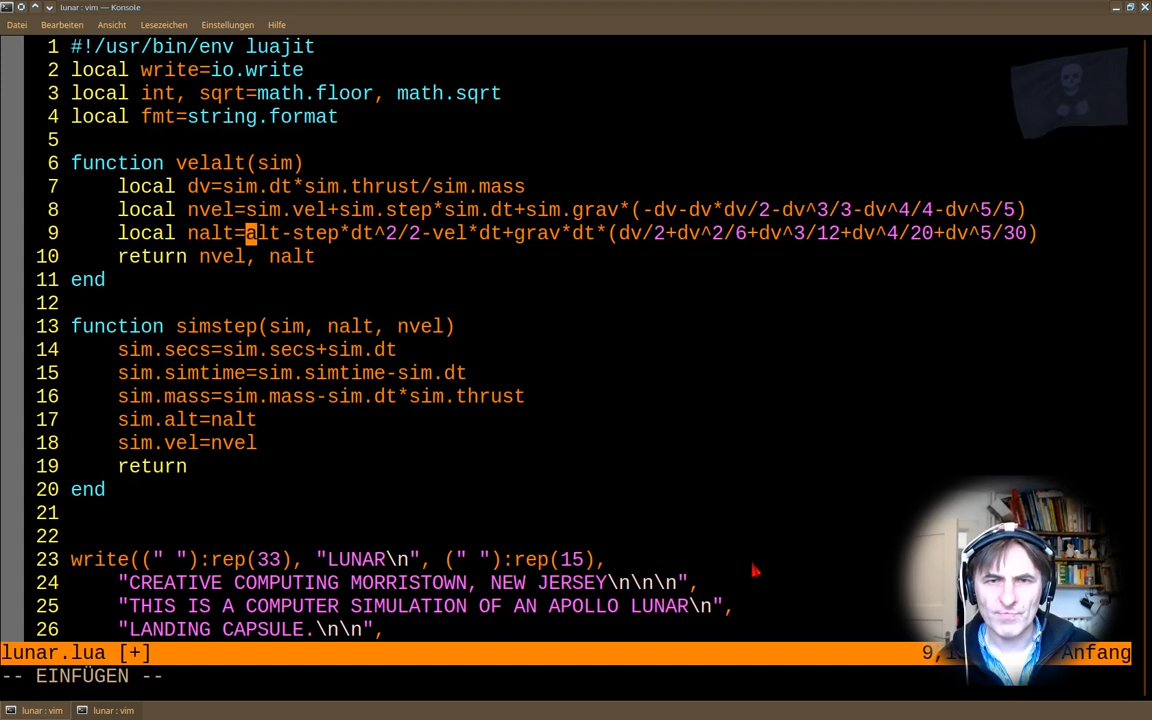 lunar : vim — Konsole
Datei Bearbeiten Ansicht Lesezeichen Einstellungen Hilfe
1 #!/usr/bin/env luajit
2 local write=io.write
3 local int, sqrt=math.floor, math.sqrt
4 local fmt=string.format
5
6 function velalt(sim)
7 local dv=sim.dt*sim.thrust/sim.mass
8 local nvel=sim.vel+sim.step*sim.dt+sim.grav*(-dv-dv*dv/2-dv^3/3-dv^4/4-dv^5/5)
9 local nalt=alt-step*dt^2/2-vel*dt+grav*dt*(dv/2+dv^2/6+dv^3/12+dv^4/20+dv^5/30)
10 return nvel, nalt
11 end
12
13 function simstep(sim, nalt, nvel)
14 sim.secs=sim.secs+sim.dt
15 sim.simtime=sim.simtime-sim.dt
16 sim.mass=sim.mass-sim.dt*sim.thrust
17 sim.alt=nalt
18 sim.vel=nvel
19 return
20 end
21
22
23 write((" "):rep(33), "LUNAR\n", (" "):rep(15),
24 "CREATIVE COMPUTING MORRISTOWN, NEW JERSEY\n\n\n",
25 "THIS IS A COMPUTER SIMULATION OF AN APOLLO LUNAR\n",
26 "LANDING CAPSULE.\n\n",
lunar.lua [+] Anfang
-- EINFÜGEN --
lunar : vim lunar : vim